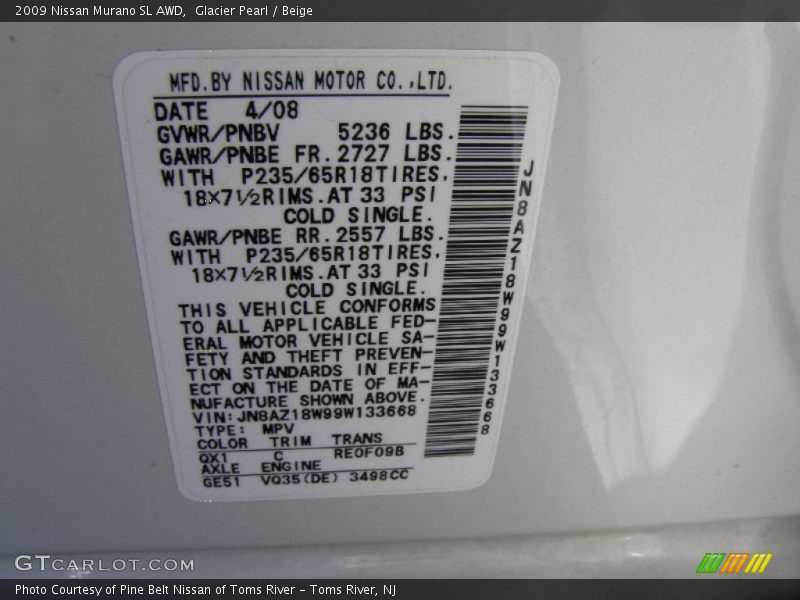 2009 Nissan Murano SL AWD,  Glacier Pearl / Beige
MFD.BY NISSAN MOTOR CO.,LTD.
DATE 4/08
GVWR/PNBV 5236 LBS.
GAWR/PNBE FR.2727 LBS.
WITH P235/65R18TIRES,
18×7½RIMS.AT 33 PSI
COLD SINGLE.
GAWR/PNBE RR.2557 LBS.
WITH P235/65R18TIRES,
18×7½RIMS.AT 33 PSI
COLD SINGLE.
THIS VEHICLE CONFORMS
TO ALL APPLICABLE FED-
ERAL MOTOR VEHICLE SA-
FETY AND THEFT PREVEN-
TION STANDARDS IN EFF-
ECT ON THE DATE OF MA-
NUFACTURE SHOWN ABOVE.
VIN:JN8AZ18W99W133668
TYPE: MPV
COLOR TRIM TRANS
QX1 C RE0F09B
AXLE ENGINE
GE51 VQ35(DE) 3498CC
JN8AZ18W99W133668
GTCARLOT.COM
Photo Courtesy of Pine Belt Nissan of Toms River – Toms River, NJ